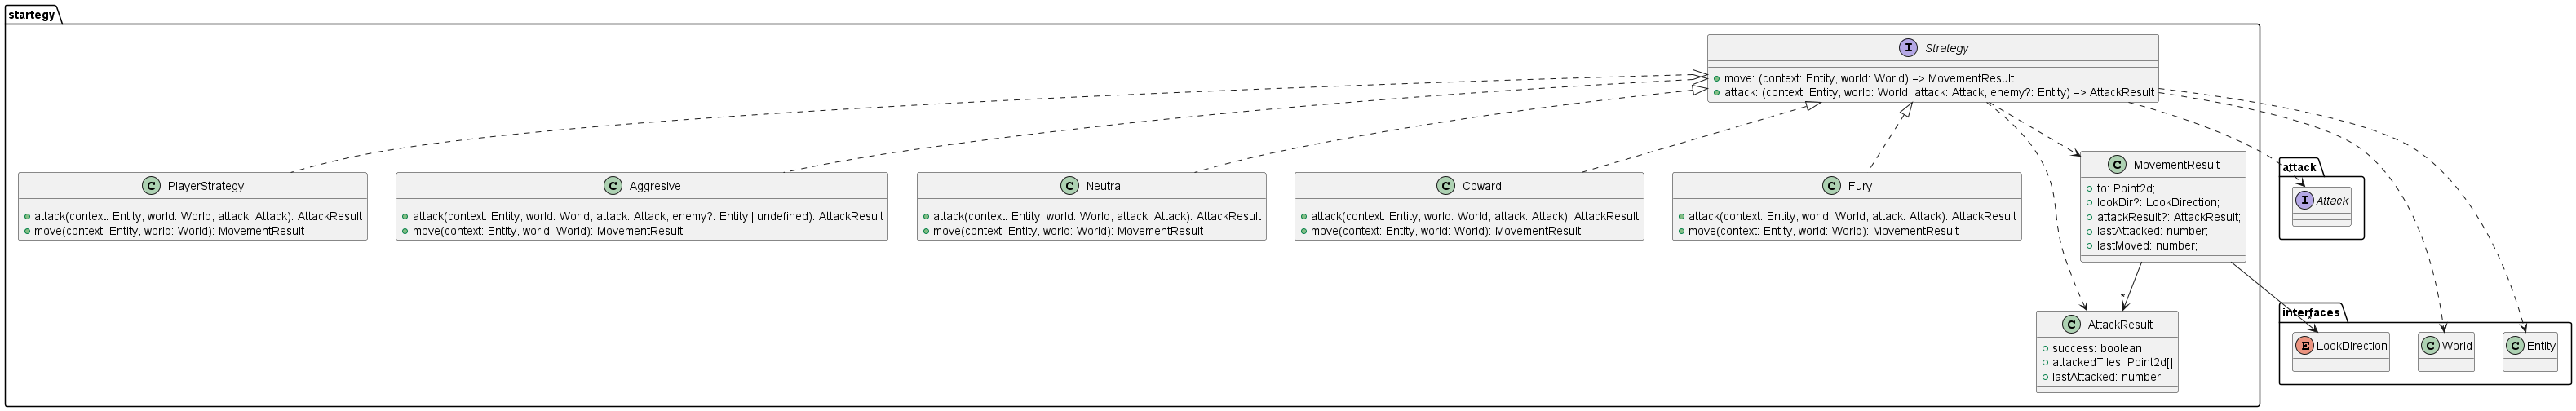 startegy
I Strategy
move: (context: Entity, world: World) => MovementResult
attack: (context: Entity, world: World, attack: Attack, enemy?: Entity) => AttackResult
C PlayerStrategy
attack(context: Entity, world: World, attack: Attack): AttackResult
move(context: Entity, world: World): MovementResult
C Aggresive
attack(context: Entity, world: World, attack: Attack, enemy?: Entity | undefined): AttackResult
move(context: Entity, world: World): MovementResult
C Neutral
attack(context: Entity, world: World, attack: Attack): AttackResult
move(context: Entity, world: World): MovementResult
C Coward
attack(context: Entity, world: World, attack: Attack): AttackResult
move(context: Entity, world: World): MovementResult
C Fury
attack(context: Entity, world: World, attack: Attack): AttackResult
move(context: Entity, world: World): MovementResult
C MovementResult
to: Point2d;
lookDir?: LookDirection;
attackResult?: AttackResult;
lastAttacked: number;
lastMoved: number;
*
C AttackResult
success: boolean
attackedTiles: Point2d[]
lastAttacked: number
attack
I Attack
interfaces
E LookDirection
C World
C Entity